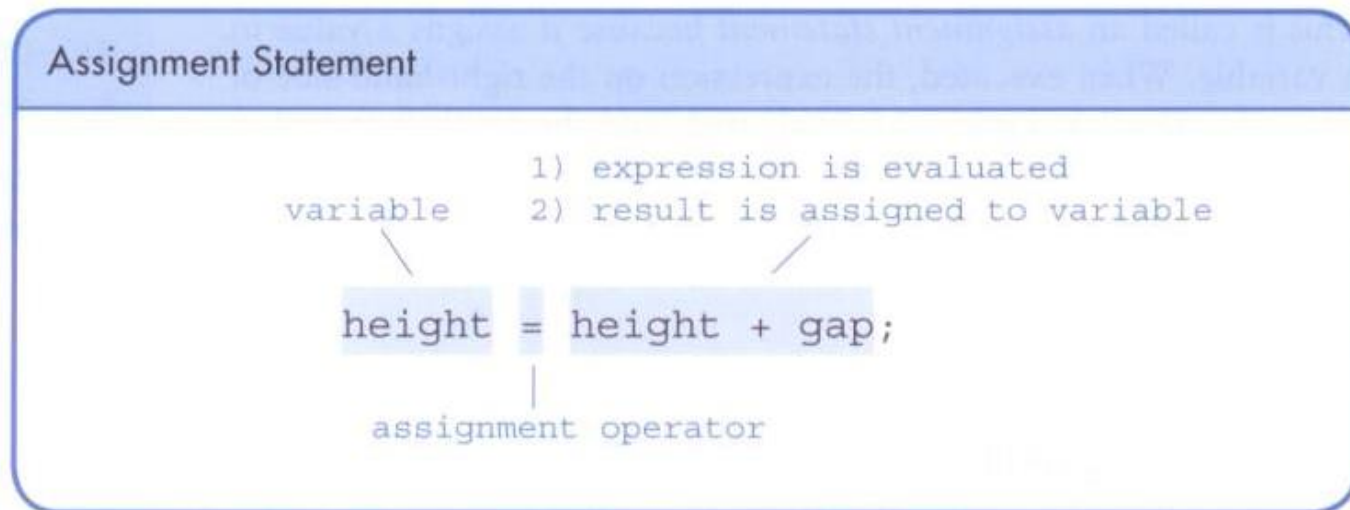 Assignment Statement
1) expression is evaluated
variable 2) result is assigned to variable
height = height + gap;
assignment operator